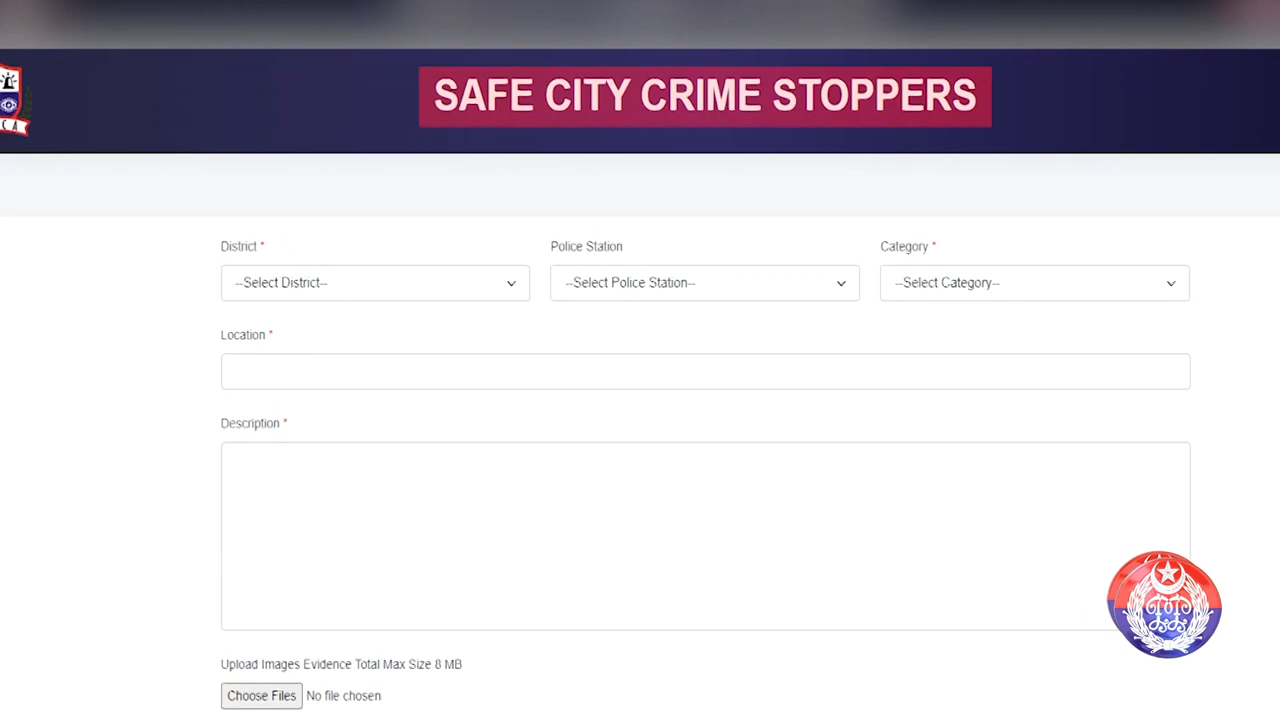 SAFE CITY CRIME STOPPERS
C A
District *
Police Station
Category *
--Select District--
--Select Police Station--
--Select Category--
Location *
Description *
Upload Images Evidence Total Max Size 8 MB
Choose Files No file chosen